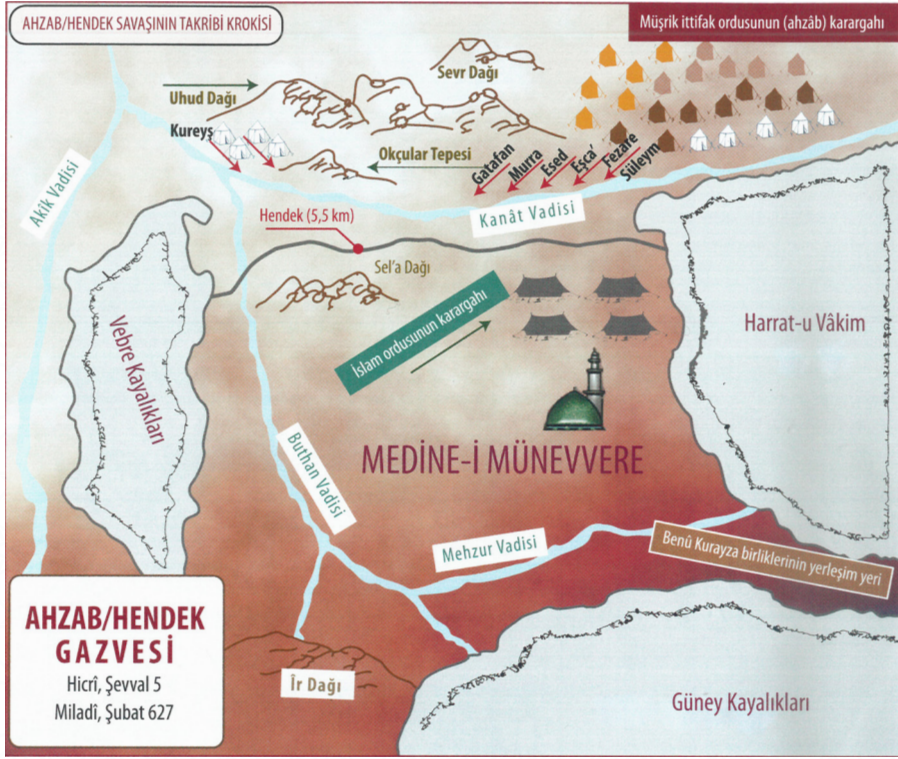 AHZAB/HENDEK SAVAŞININ TAKRİBİ KROKİSİ
Müşrik ittifak ordusunun (ahzâb) karargahı
Sevr Dağı
Uhud Dağı
Kureyş
Okçular Tepesi
Gatafan
Murra
Esed
Esca'
Fezare
Süleym
Akik Vadisi
Kanât Vadisi
Hendek (5,5 km)
Sel'a Dağı
İslam ordusunun karargahı
Harrat-u Vâkim
Vebre Kayalıkları
MEDİNE-İ MÜNEVVERE
Buthan Vadisi
Mehzur Vadisi
Benû Kurayza birliklerinin yerleşim yeri
AHZAB/HENDEK
GAZVESİ
Hicrî, Şevval 5
Miladî, Şubat 627
Îr Dağı
Güney Kayalıkları